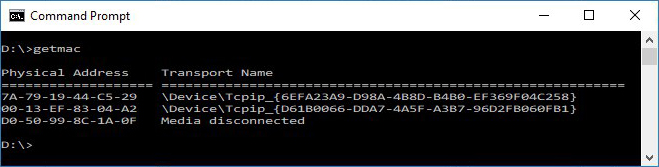 Command Prompt
D:\>getmac
Physical Address    Transport Name
=================== ==========================================================
7A-79-19-44-C5-29   \Device\Tcpip_{6EFA23A9-D98A-4B8D-B4B0-EF369F04C258}
00-13-EF-83-04-A2   \Device\Tcpip_{D61B0066-DDA7-4A5F-A3B7-96D2FB060FB1}
D0-50-99-8C-1A-0F   Media disconnected
D:\>